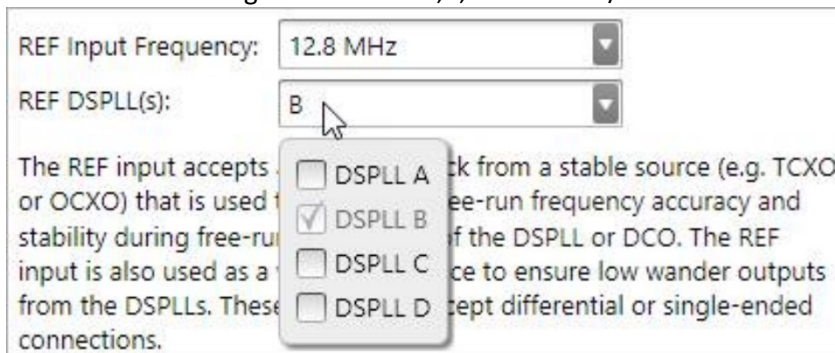 REF Input Frequency: 12.8 MHz
REF DSPLL(s): B
The REF input accepts DSPLL A ck from a stable source (e.g. TCXO
or OCXO) that is used DSPLL B ee-run frequency accuracy and
stability during free-ru DSPLL C f the DSPLL or DCO. The REF
input is also used as a ce to ensure low wander outputs
from the DSPLLs. These DSPLL D cept differential or single-ended
connections.